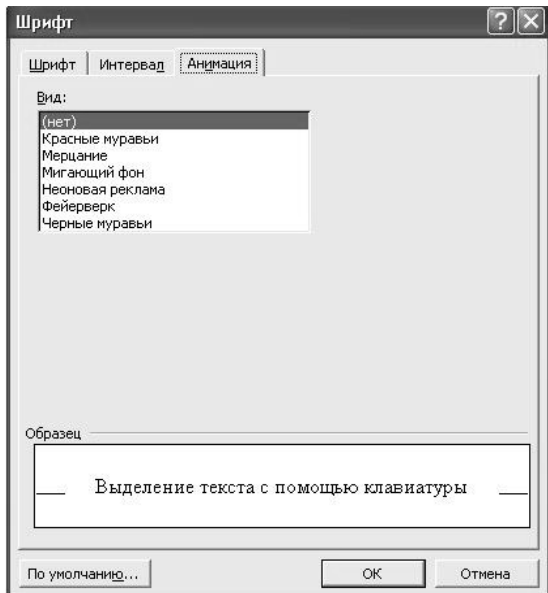 Шрифт
Шрифт Интервал Анимация
Вид:
(нет)
Красные муравьи
Мерцание
Мигающий фон
Неоновая реклама
Фейерверк
Черные муравьи
Образец
Выделение текста с помощью клавиатуры
По умолчанию... ОК Отмена